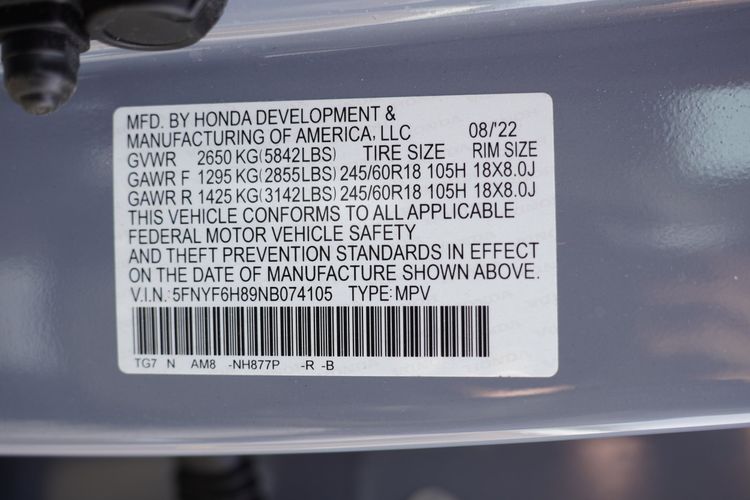 MFD. BY HONDA DEVELOPMENT &
MANUFACTURING OF AMERICA, LLC 08/'22
GVWR 2650 KG(5842LBS) TIRE SIZE RIM SIZE
GAWR F 1295 KG(2855LBS) 245/60R18 105H 18X8.0J
GAWR R 1425 KG(3142LBS) 245/60R18 105H 18X8.0J
THIS VEHICLE CONFORMS TO ALL APPLICABLE
FEDERAL MOTOR VEHICLE SAFETY
AND THEFT PREVENTION STANDARDS IN EFFECT
ON THE DATE OF MANUFACTURE SHOWN ABOVE.
V.I.N.: 5FNYF6H89NB074105 TYPE: MPV
TG7 N AM8 -NH877P -R -B